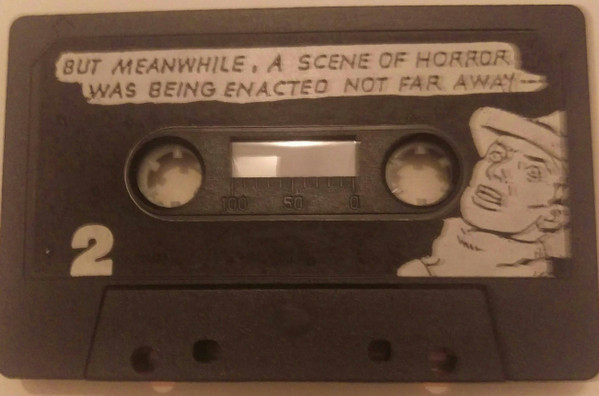 BUT MEANWHILE, A SCENE OF HORROR
WAS BEING ENACTED NOT FAR AWAY—
100 50 0
2